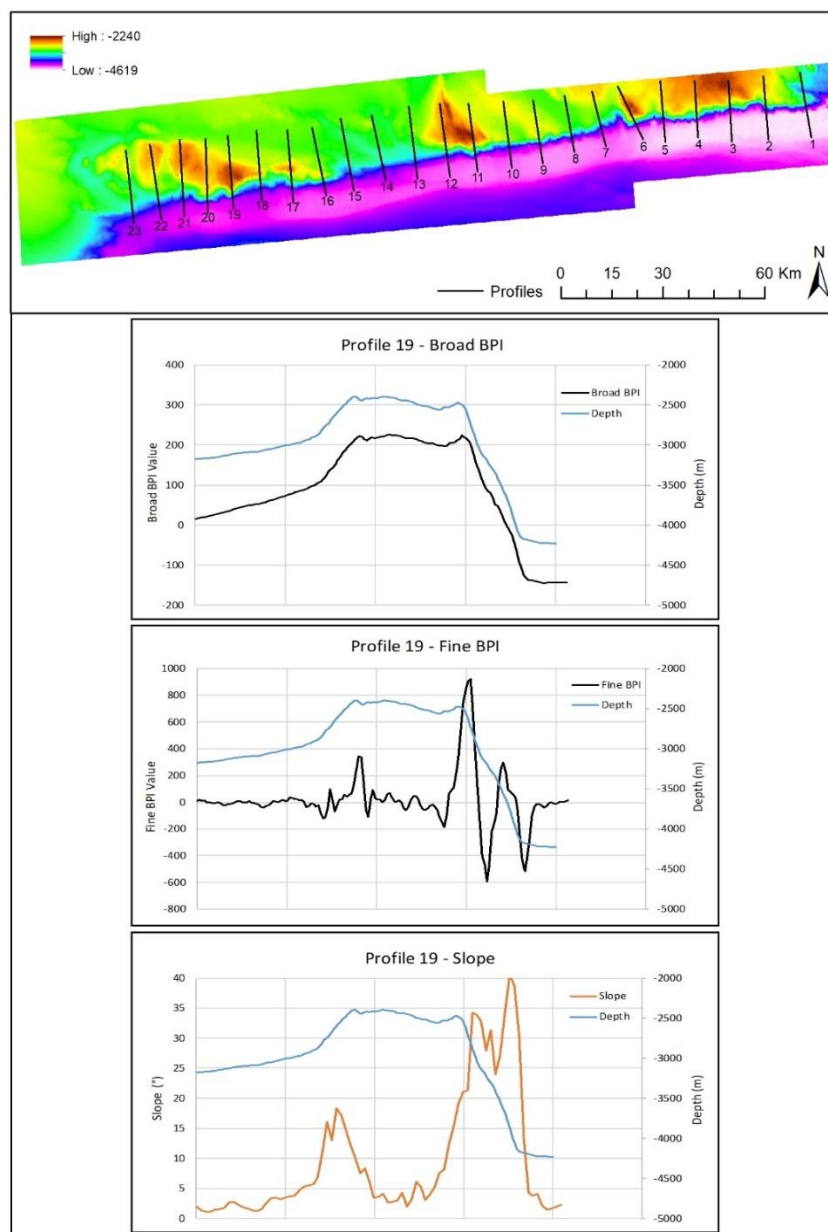 High : -2240
Low : -4619
23 22 21 20 19 18 17 16 15 14 13 12 11 10 9 8 7 6 5 4 3 2 1
N
Profiles
0 15 30 60 Km
Profile 19 - Broad BPI
Broad BPI Value
400
300
200
100
0
-100
-200
Broad BPI
Depth
-2000
-2500
-3000
-3500
-4000
-4500
-5000
Depth (m)
Profile 19 - Fine BPI
Fine BPI Value
1000
800
600
400
200
0
-200
-400
-600
-800
Fine BPI
Depth
-2000
-2500
-3000
-3500
-4000
-4500
-5000
Depth (m)
Profile 19 - Slope
Slope (°)
40
35
30
25
20
15
10
5
0
Slope
Depth
-2000
-2500
-3000
-3500
-4000
-4500
-5000
Depth (m)